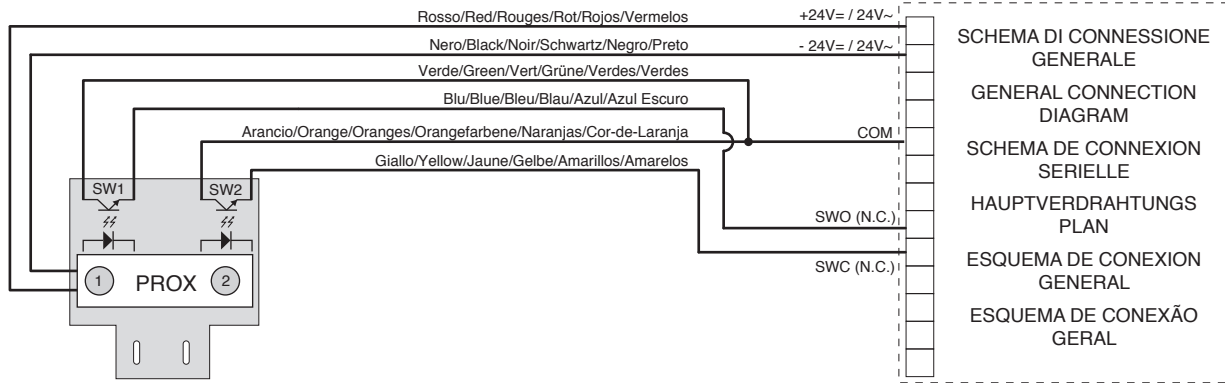 Rosso/Red/Rouges/Rot/Rojos/Vermelos
+24V= / 24V~
Nero/Black/Noir/Schwartz/Negro/Preto
- 24V= / 24V~
Verde/Green/Vert/Grüne/Verdes/Verdes
Blu/Blue/Bleu/Blau/Azul/Azul Escuro
Arancio/Orange/Oranges/Orangefarbene/Naranjas/Cor-de-Laranja
COM
Giallo/Yellow/Jaune/Gelbe/Amarillos/Amarelos
SW1
SW2
SWO (N.C.)
SWC (N.C.)
1
PROX
2
SCHEMA DI CONNESSIONE
GENERALE
GENERAL CONNECTION
DIAGRAM
SCHEMA DE CONNEXION
SERIELLE
HAUPTVERDRAHTUNGS
PLAN
ESQUEMA DE CONEXION
GENERAL
ESQUEMA DE CONEXÃO
GERAL